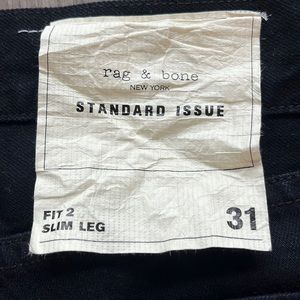 rag & bone
NEW YORK
STANDARD ISSUE
FIT 2
SLIM LEG
31